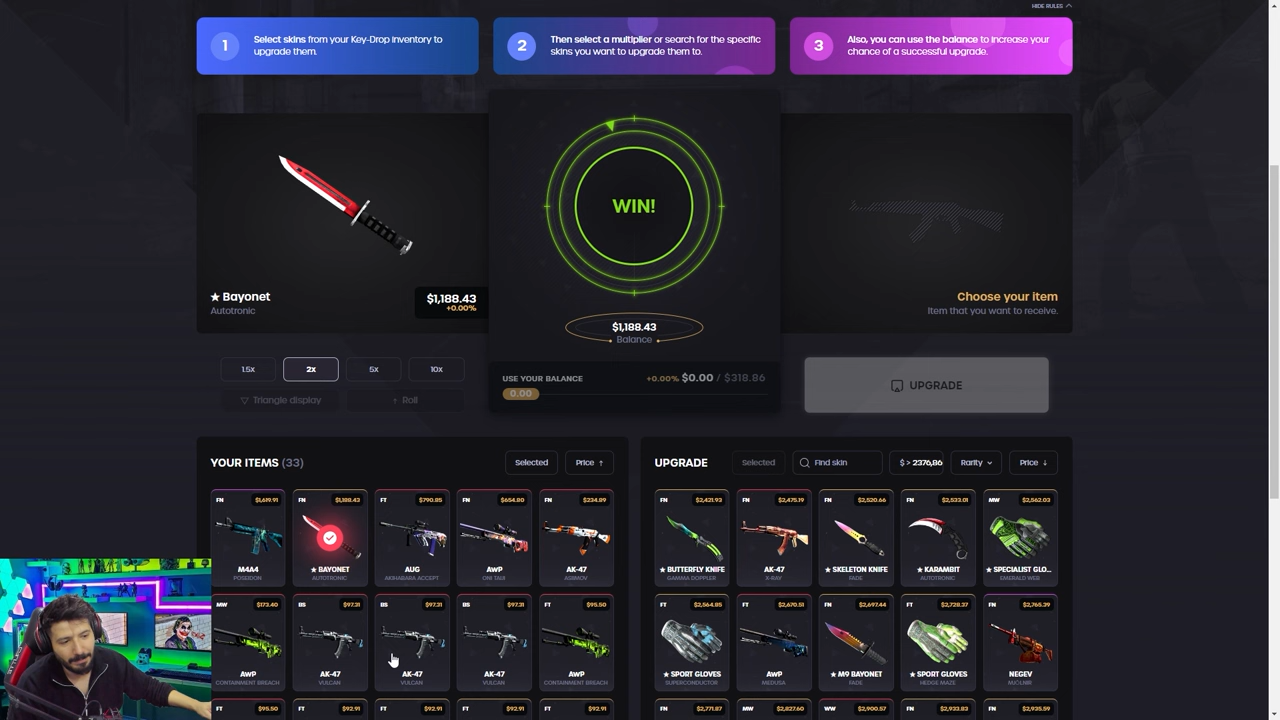 HIDE RULES
1
Select skins from your Key-Drop inventory to
upgrade them.
2
Then select a multiplier or search for the specific
skins you want to upgrade them to.
3
Also, you can use the balance to increase your
chance of a successful upgrade.
WIN!
★ Bayonet
Autotronic
$1,188.43
+0.00%
$1,188.43
Balance
Choose your item
Item that you want to receive.
1.5X
2X
5X
10X
Triangle display
Roll
USE YOUR BALANCE
+0.00% $0.00 / $318.86
0.00
UPGRADE
YOUR ITEMS (33)
Selected
Price ↑
UPGRADE
Selected
Find skin
$ > 2376,86
Rarity
Price ↓
FN $1,619.91
M4A4
POSEIDON
FN $1,188.43
★ BAYONET
AUTOTRONIC
FT $790.85
AUG
AKIHABARA ACCEPT
FN $654.80
AWP
ONI TAIJI
FN $234.89
AK-47
ASIIMOV
FN $2,421.93
★ BUTTERFLY KNIFE
GAMMA DOPPLER
FN $2,475.19
AK-47
X-RAY
FN $2,520.66
★ SKELETON KNIFE
FADE
FN $2,533.01
★ KARAMBIT
AUTOTRONIC
MW $2,562.03
★ SPECIALIST GLO...
EMERALD WEB
MW $173.40
AWP
CONTAINMENT BREACH
BS $97.31
AK-47
VULCAN
BS $97.31
AK-47
VULCAN
BS $97.31
AK-47
VULCAN
FT $95.50
AWP
CONTAINMENT BREACH
FT $2,564.85
★ SPORT GLOVES
SUPERCONDUCTOR
FT $2,670.51
AWP
MEDUSA
FN $2,697.44
★ M9 BAYONET
FADE
FT $2,728.37
★ SPORT GLOVES
HEDGE MAZE
FN $2,765.39
NEGEV
MJOLNIR
FT $95.50
FT $92.91
FT $92.91
FT $92.91
FT $92.91
FT $2,771.87
MW $2,827.60
WW $2,900.57
FN $2,933.83
FT $2,935.59